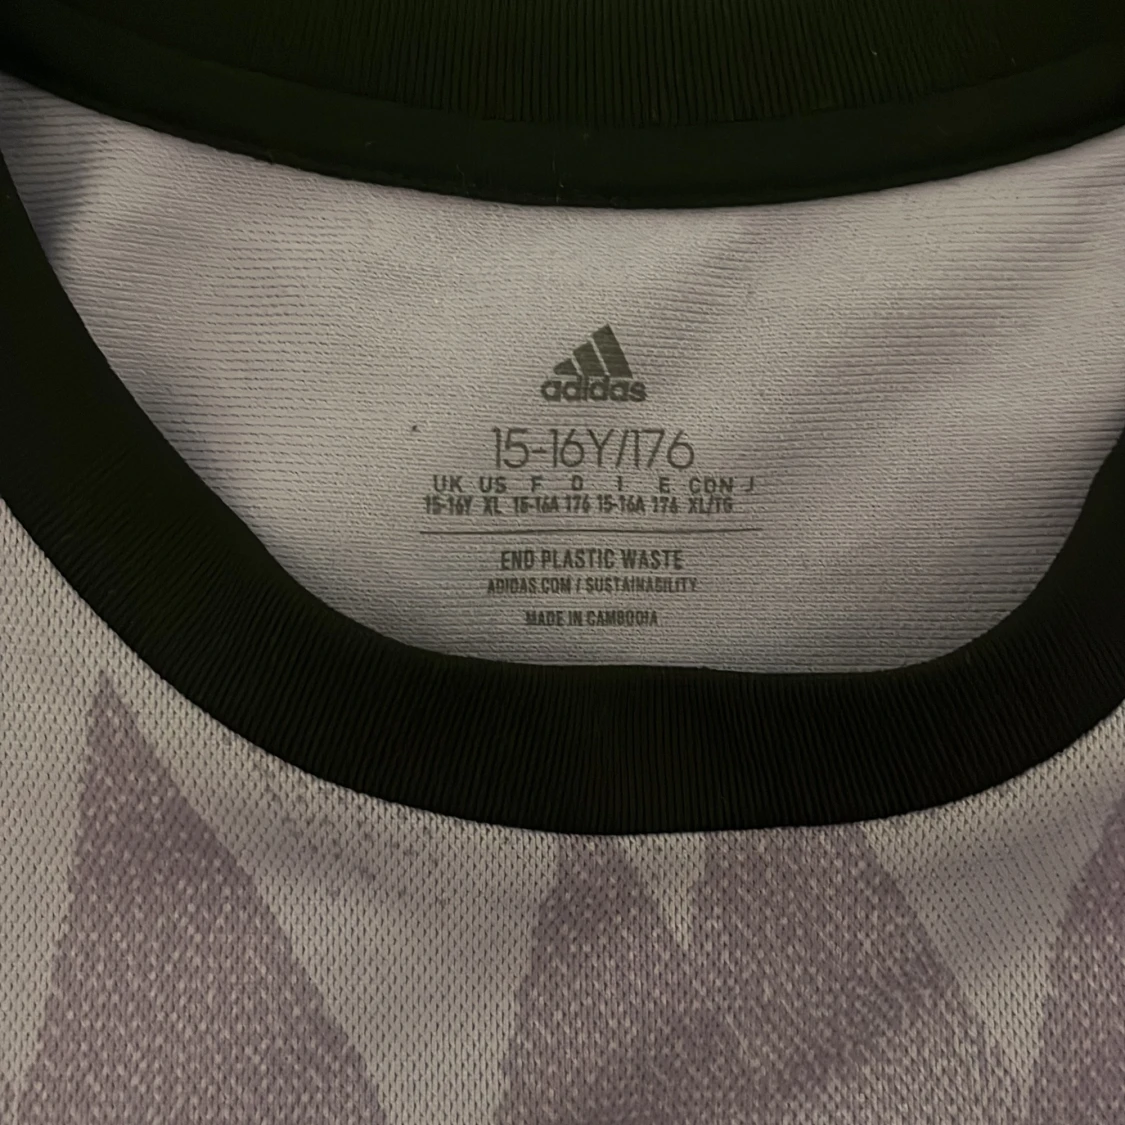 adidas
15-16Y/176
UK US F D I E CDN J
15-16Y XL 15-16A 176 15-16A 176 XL/TG
END PLASTIC WASTE
ADIDAS.COM / SUSTAINABILITY
MADE IN CAMBODIA